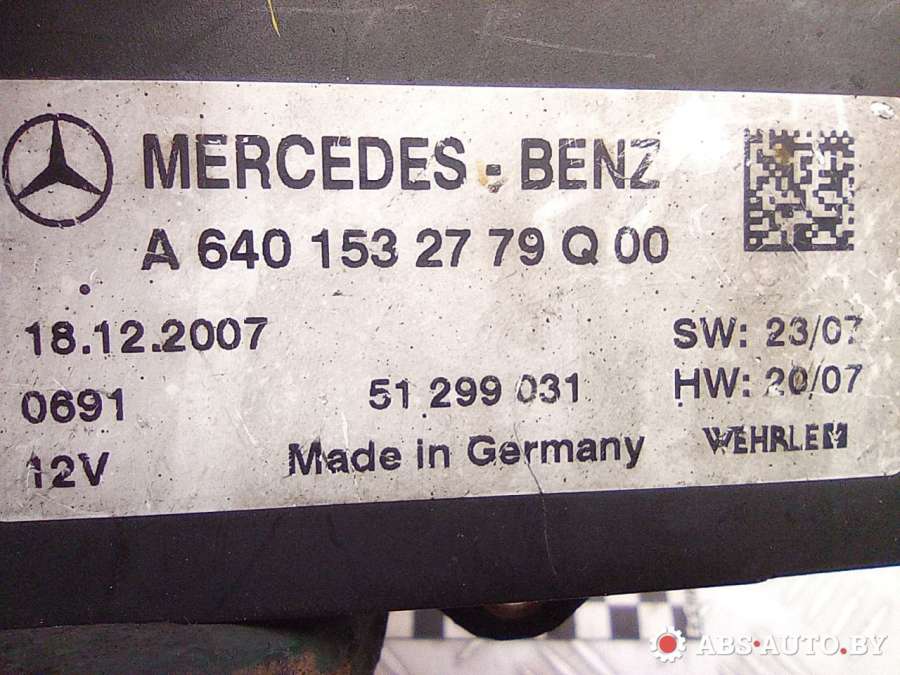 MERCEDES-BENZ
A 640 153 27 79 Q 00
18.12.2007
SW: 23/07
0691
51 299 031
HW: 20/07
12V
Made in Germany
WEHRLE
ABS-AUTO.BY